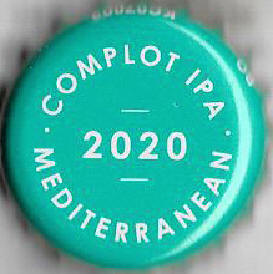 · COMPLOT IPA ·
2020
MEDITERRANEAN